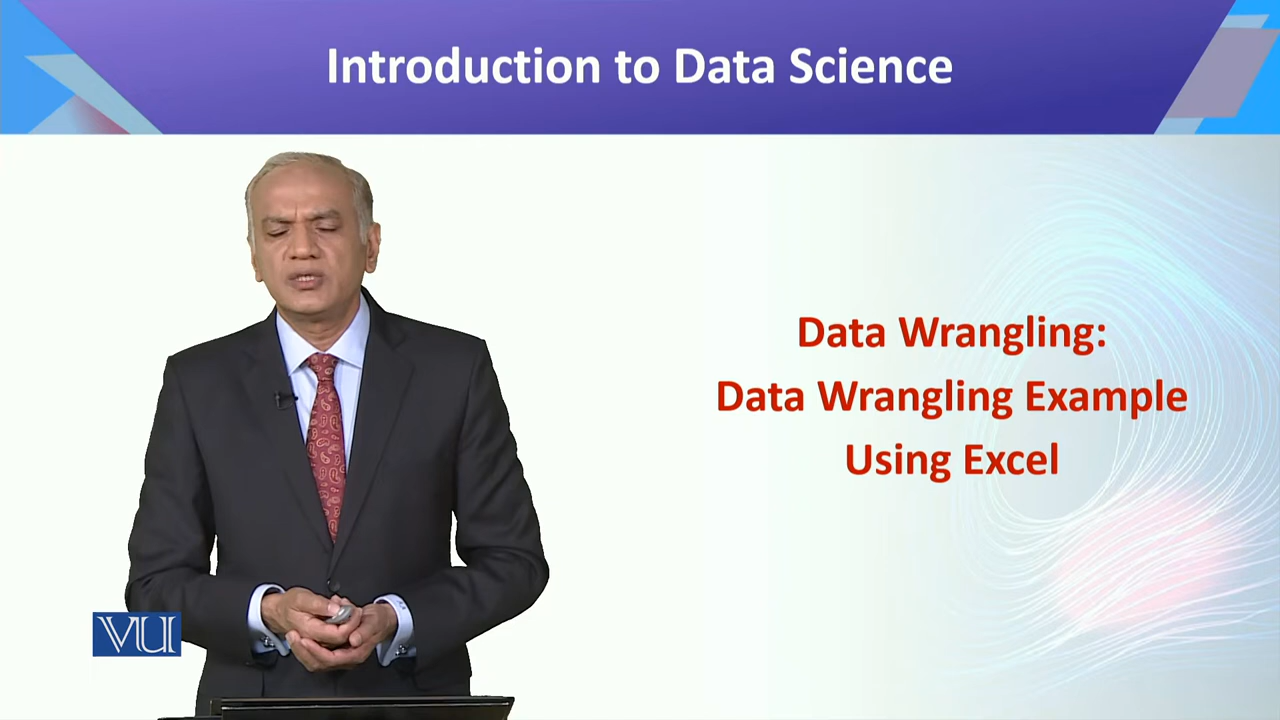 Introduction to Data Science
Data Wrangling:
Data Wrangling Example
Using Excel
VU